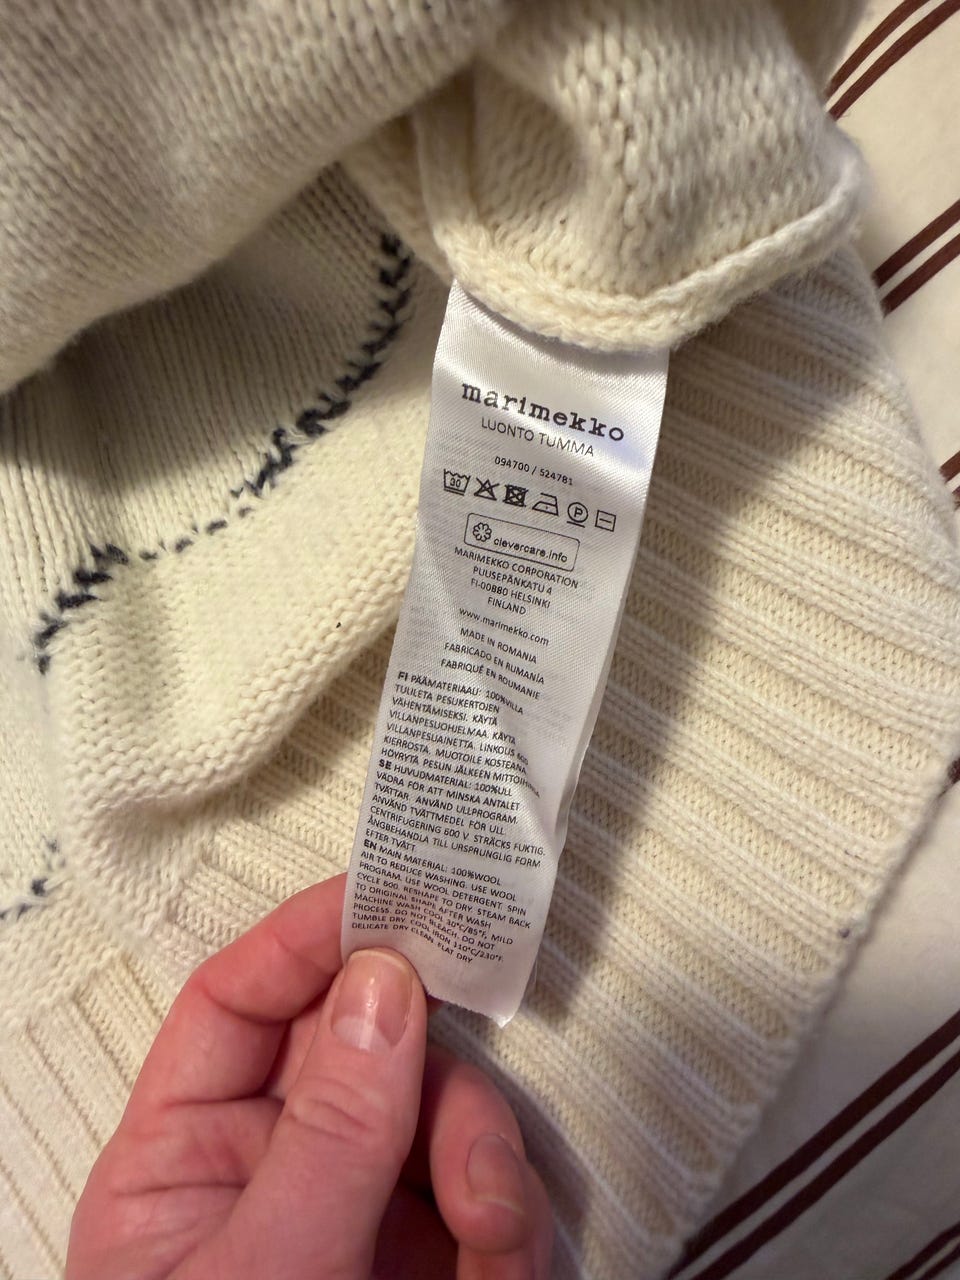 marimekko
LUONTO TUMMA
094700 / 524781
30
P
clevercare.info
MARIMEKKO CORPORATION
PUUSEPÄNKATU 4
FI-00880 HELSINKI
FINLAND
www.marimekko.com
MADE IN ROMANIA
FABRICADO EN RUMANÍA
FABRIQUÉ EN ROUMANIE
FI PÄÄMATERIAALI: 100%VILLA
TUULETA PESUKERTOJEN
VÄHENTÄMISEKSI. KÄYTÄ
VILLANPESUOHJELMAA. KÄYTÄ
VILLANPESUAINETTA. LINKOUS 600
KIERROSTA. MUOTOILE KOSTEANA.
HÖYRYTÄ PESUN JÄLKEEN MITTOIHINSA
SE HUVUDMATERIAL: 100%ULL
VÄDRA FÖR ATT MINSKA ANTALET
TVÄTTAR. ANVÄND ULLPROGRAM.
ANVÄND TVÄTTMEDEL FÖR ULL.
CENTRIFUGERING 600 V. STRÄCKS FUKTIG.
ÅNGBEHANDLA TILL URSPRUNGLIG FORM
EFTER TVÄTT.
EN MAIN MATERIAL: 100%WOOL
AIR TO REDUCE WASHING. USE WOOL
PROGRAM. USE WOOL DETERGENT. SPIN
CYCLE 600. RESHAPE TO DRY. STEAM BACK
TO ORIGINAL SHAPE AFTER WASH
MACHINE WASH COOL 30°C/85°F, MILD
PROCESS. DO NOT BLEACH. DO NOT
TUMBLE DRY. COOL IRON 110°C/230°F.
DELICATE DRY CLEAN. FLAT DRY